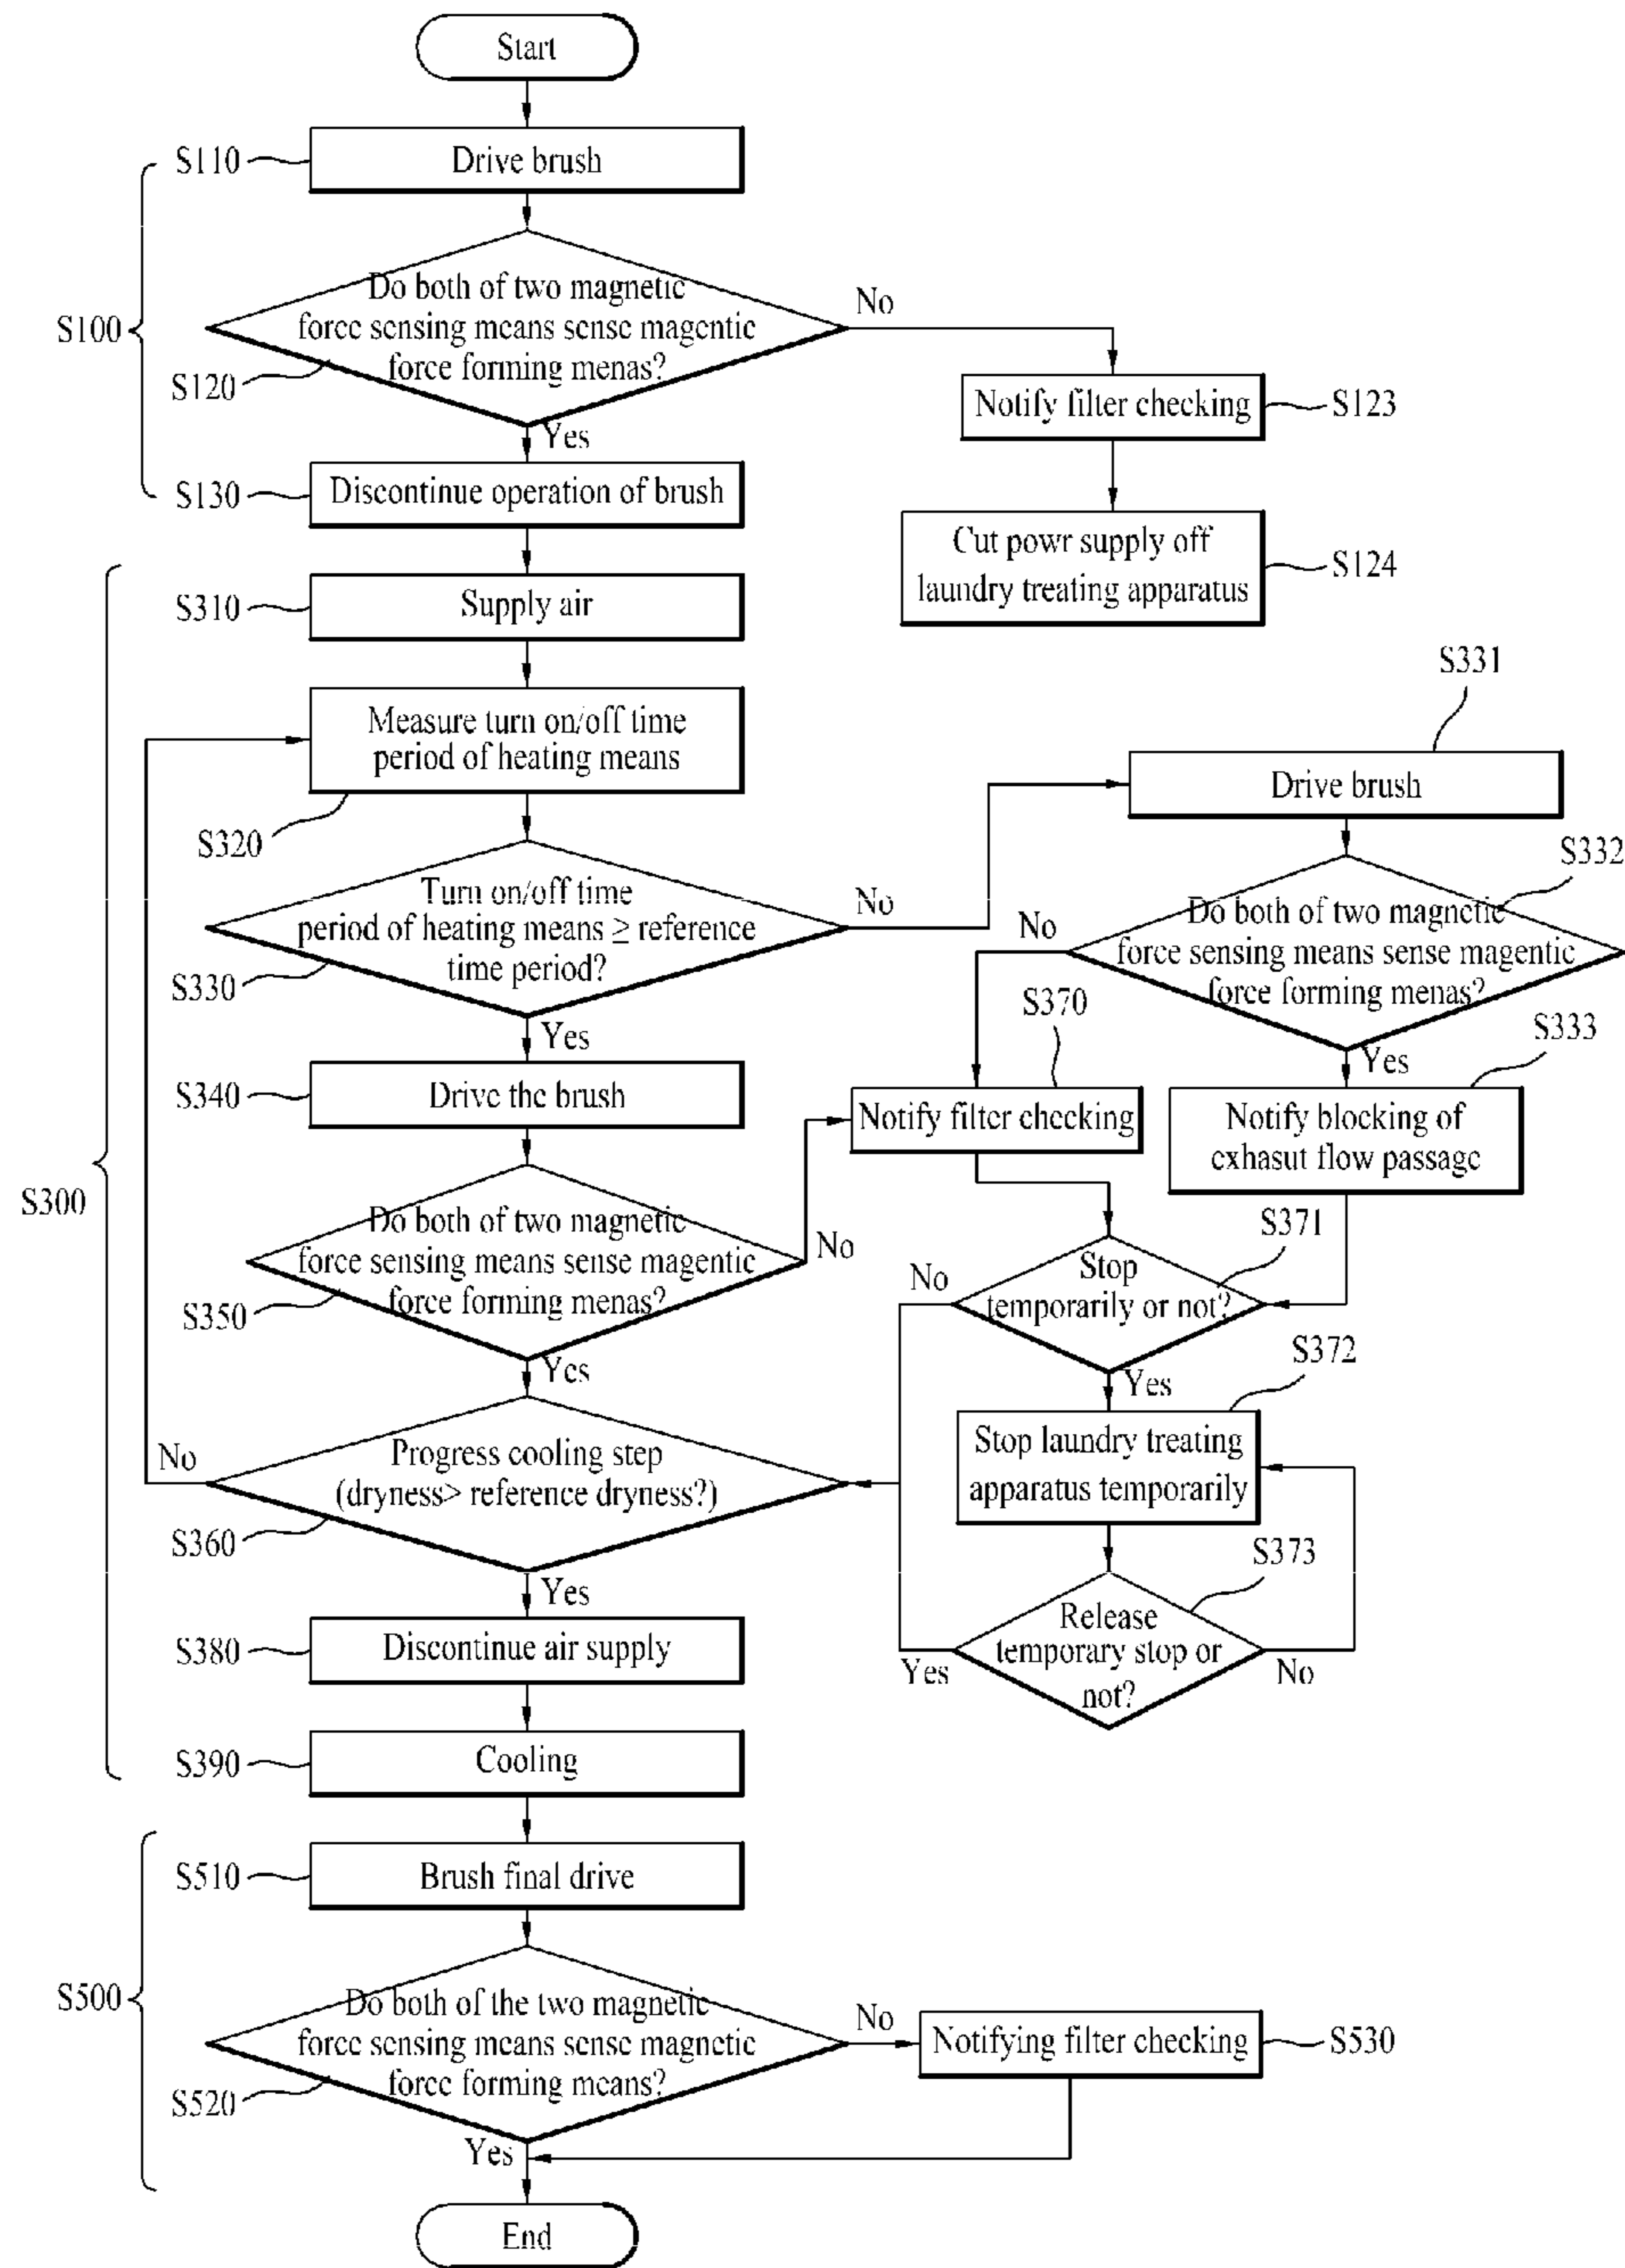 Start
S110
Drive brush
S100
Do both of two magnetic
force sensing means sense magentic
force forming menas?
S120
No
Yes
Notify filter checking
S123
S130
Discontinue operation of brush
Cut powr supply off
laundry treating apparatus
S124
S310
Supply air
S331
Measure turn on/off time
period of heating means
S320
Drive brush
S332
Turn on/off time
period of heating means ≥ reference
time period?
S330
No
Yes
No
Do both of two magnetic
force sensing means sense magentic
force forming menas?
S370
S333
Yes
S340
Drive the brush
Notify filter checking
Notify blocking of
exhasut flow passage
S300
Do both of two magnetic
force sensing means sense magentic
force forming menas?
S350
No
Yes
S371
No
Stop
temporarily or not?
S372
Yes
No
Progress cooling step
(dryness> reference dryness?)
S360
Yes
Stop laundry treating
apparatus temporarily
S373
S380
Discontinue air supply
Release
temporary stop or
not?
Yes
No
S390
Cooling
S510
Brush final drive
S500
Do both of the two magnetic
force sensing means sense magnetic
force forming means?
S520
No
Notifying filter checking
S530
Yes
End